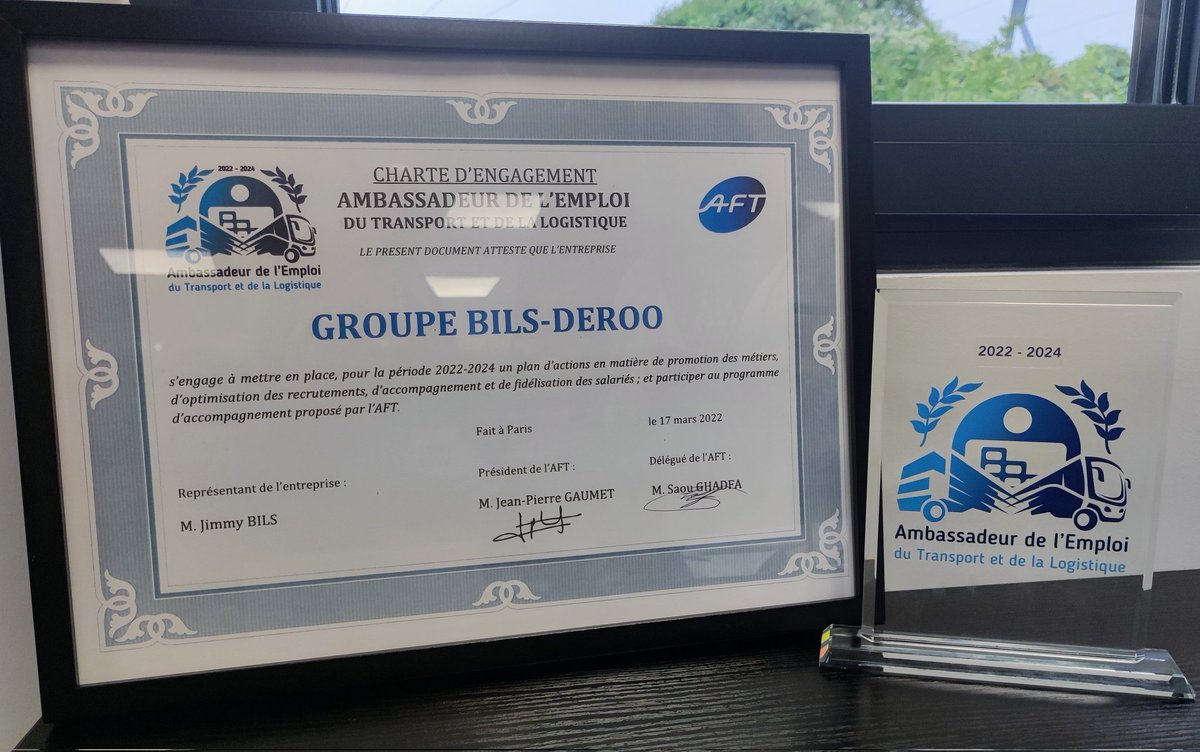 2022 - 2024
Ambassadeur de l'Emploi
du Transport et de la Logistique
CHARTE D'ENGAGEMENT
AMBASSADEUR DE L'EMPLOI
DU TRANSPORT ET DE LA LOGISTIQUE
LE PRESENT DOCUMENT ATTESTE QUE L'ENTREPRISE
AFT
GROUPE BILS-DEROO
s'engage à mettre en place, pour la période 2022-2024 un plan d'actions en matière de promotion des métiers,
d'optimisation des recrutements, d'accompagnement et de fidélisation des salariés ; et participer au programme
d'accompagnement proposé par l'AFT.
Fait à Paris
le 17 mars 2022
Représentant de l'entreprise :
M. Jimmy BILS
Président de l'AFT :
M. Jean-Pierre GAUMET
Délégué de l'AFT :
M. Saou GHADFA
2022 - 2024
Ambassadeur de l'Emploi
du Transport et de la Logistique